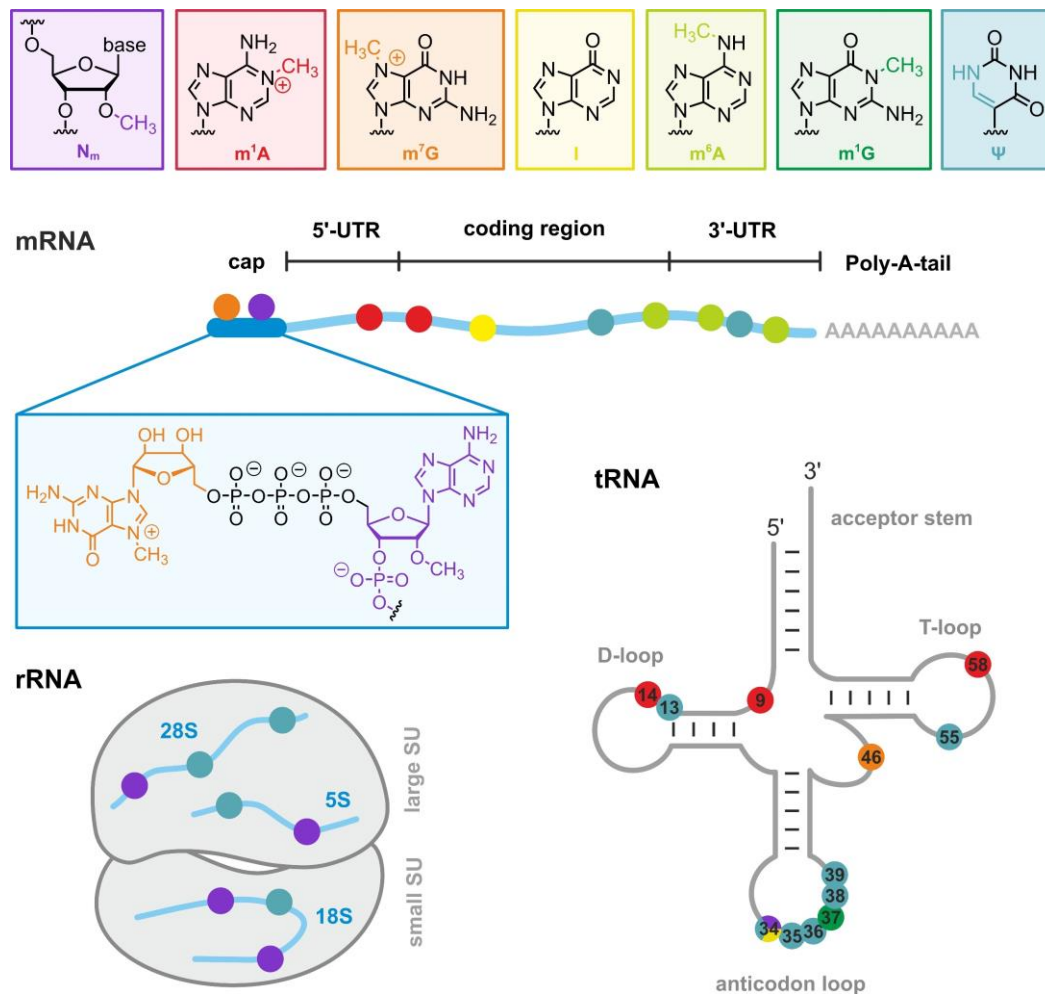 O
O
base
O
O
CH₃
Nₘ
NH₂
N
N
N
N
CH₃
⊕
m¹A
H₃C
⊕
O
N
N
NH
N
NH₂
m⁷G
O
N
N
N
N
I
H₃C
NH
N
N
N
N
m⁶A
O
N
N
N
N
CH₃
NH₂
m¹G
O
HN
NH
O
Ψ
mRNA
5'-UTR
coding region
3'-UTR
cap
Poly-A-tail
AAAAAAAAAA
OH OH
O
H₂N
N
N
HN
N
⊕
O
CH₃
O–P–O–P–O–P–O
O⊖ O⊖ O⊖
O O O
NH₂
N
N
N
N
O
O
O
CH₃
⊖
O–P=O
O
tRNA
3'
5'
acceptor stem
T-loop
D-loop
58
14
13
9
55
46
39
38
37
36
35
34
anticodon loop
rRNA
28S
5S
large SU
18S
small SU